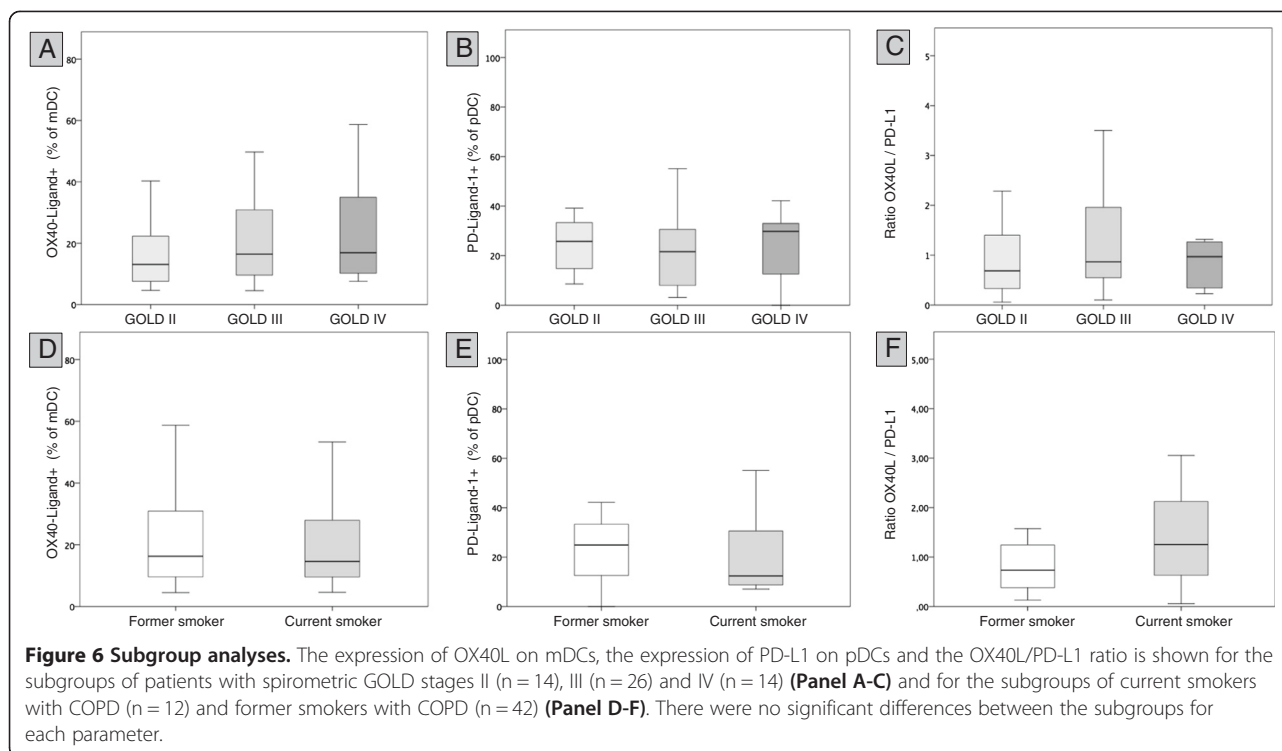 A
OX40-Ligand+ (% of mDC)
80
60
40
20
0
GOLD II GOLD III GOLD IV
B
PD-Ligand-1+ (% of pDC)
100
80
60
40
20
0
GOLD II GOLD III GOLD IV
C
Ratio OX40L / PD-L1
5
4
3
2
1
0
GOLD II GOLD III GOLD IV
D
OX40-Ligand+ (% of mDC)
80
60
40
20
0
Former smoker Current smoker
E
PD-Ligand-1+ (% of pDC)
100
80
60
40
20
0
Former smoker Current smoker
F
Ratio OX40L / PD-L1
5,00
4,00
3,00
2,00
1,00
,00
Former smoker Current smoker
Figure 6 Subgroup analyses. The expression of OX40L on mDCs, the expression of PD-L1 on pDCs and the OX40L/PD-L1 ratio is shown for the
subgroups of patients with spirometric GOLD stages II (n = 14), III (n = 26) and IV (n = 14) (Panel A-C) and for the subgroups of current smokers
with COPD (n = 12) and former smokers with COPD (n = 42) (Panel D-F). There were no significant differences between the subgroups for
each parameter.